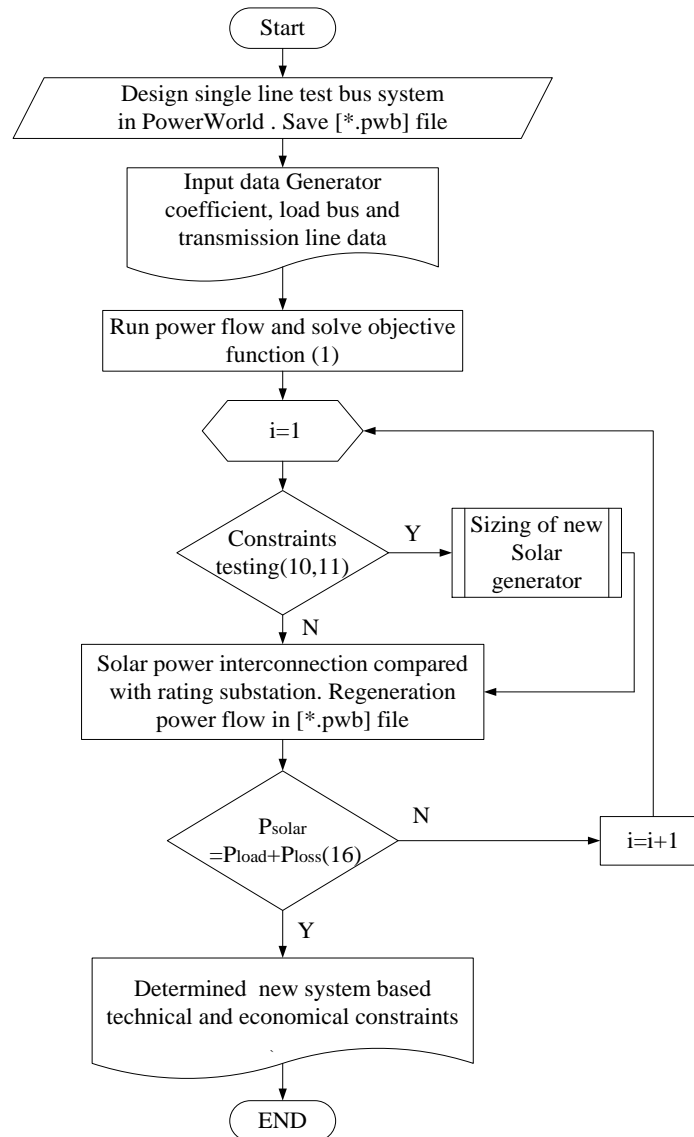 Start
Design single line test bus system
in PowerWorld . Save [*.pwb] file
Input data Generator
coefficient, load bus and
transmission line data
Run power flow and solve objective
function (1)
i=1
Constraints
testing(10,11)
Y
Sizing of new
Solar
generator
N
Solar power interconnection compared
with rating substation. Regeneration
power flow in [*.pwb] file
Psolar
=Pload+Ploss(16)
N
i=i+1
Y
Determined new system based
technical and economical constraints
END